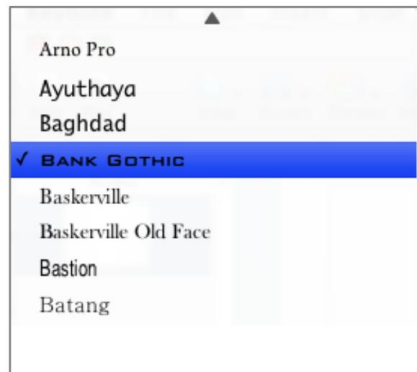 Arno Pro
Ayuthaya
Baghdad
✓ BANK GOTHIC
Baskerville
Baskerville Old Face
Bastion
Batang